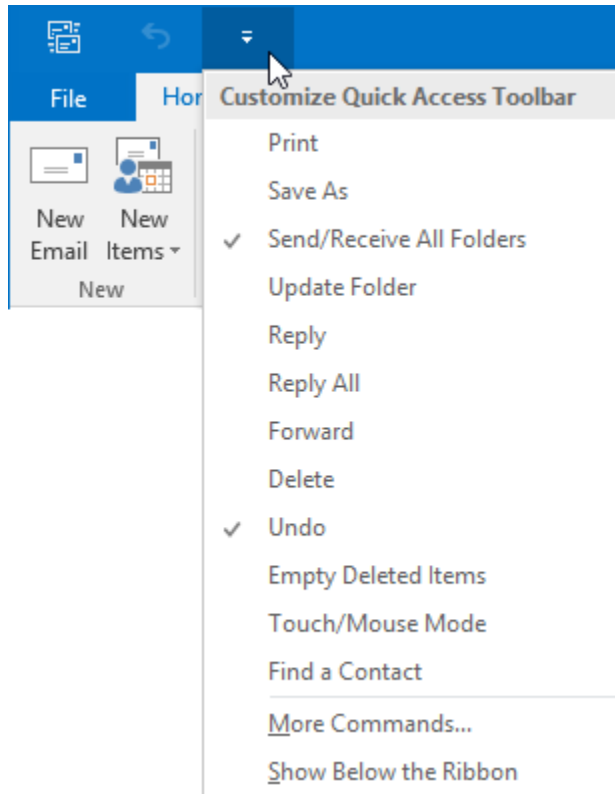 File
Hor
Customize Quick Access Toolbar
Print
Save As
New
Email
New
Items
New
Send/Receive All Folders
Update Folder
Reply
Reply All
Forward
Delete
Undo
Empty Deleted Items
Touch/Mouse Mode
Find a Contact
More Commands...
Show Below the Ribbon